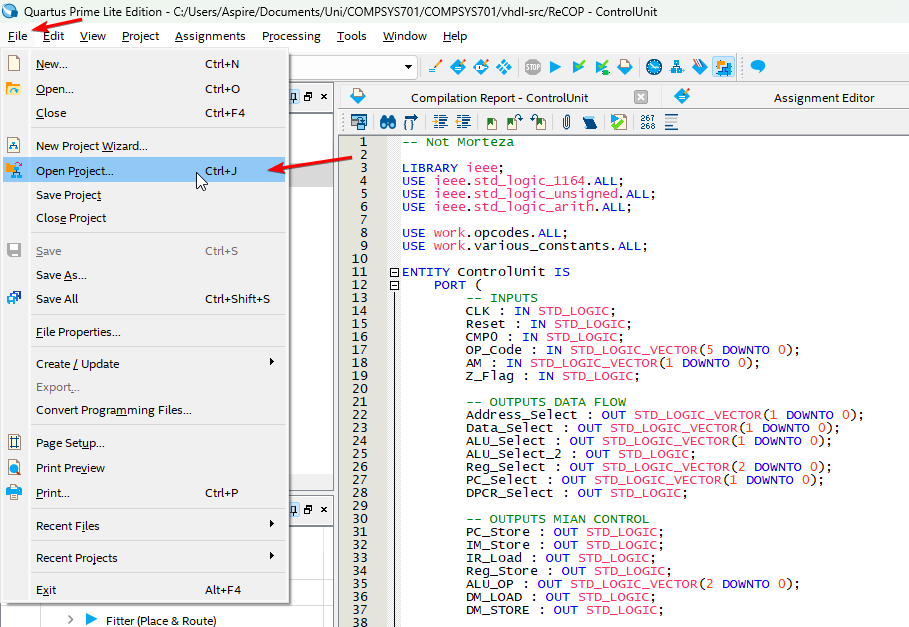 Quartus Prime Lite Edition - C:/Users/Aspire/Documents/Uni/COMPSYS701/COMPSYS701/vhdl-src/ReCOP - ControlUnit
File Edit View Project Assignments Processing Tools Window Help
New... Ctrl+N
Open... Ctrl+O
Close Ctrl+F4
New Project Wizard...
Open Project... Ctrl+J
Save Project
Close Project
Save Ctrl+S
Save As...
Save All Ctrl+Shift+S
File Properties...
Create / Update
Export...
Convert Programming Files...
Page Setup...
Print Preview
Print... Ctrl+P
Recent Files
Recent Projects
Exit Alt+F4
Fitter (Place & Route)
STOP
Compilation Report - ControlUnit
Assignment Editor
267
268
1 -- Not Morteza
2
3 LIBRARY ieee;
4 USE ieee.std_logic_1164.ALL;
5 USE ieee.std_logic_unsigned.ALL;
6 USE ieee.std_logic_arith.ALL;
7
8 USE work.opcodes.ALL;
9 USE work.various_constants.ALL;
10
11 ENTITY ControlUnit IS
12 PORT (
13 -- INPUTS
14 CLK : IN STD_LOGIC;
15 Reset : IN STD_LOGIC;
16 CMP0 : IN STD_LOGIC;
17 OP_Code : IN STD_LOGIC_VECTOR(5 DOWNTO 0);
18 AM : IN STD_LOGIC_VECTOR(1 DOWNTO 0);
19 Z_Flag : IN STD_LOGIC;
20
21 -- OUTPUTS DATA FLOW
22 Address_Select : OUT STD_LOGIC_VECTOR(1 DOWNTO 0);
23 Data_Select : OUT STD_LOGIC_VECTOR(1 DOWNTO 0);
24 ALU_Select : OUT STD_LOGIC_VECTOR(1 DOWNTO 0);
25 ALU_Select_2 : OUT STD_LOGIC;
26 Reg_Select : OUT STD_LOGIC_VECTOR(2 DOWNTO 0);
27 PC_Select : OUT STD_LOGIC_VECTOR(1 DOWNTO 0);
28 DPCR_Select : OUT STD_LOGIC;
29
30 -- OUTPUTS MIAN CONTROL
31 PC_Store : OUT STD_LOGIC;
32 IM_Store : OUT STD_LOGIC;
33 IR_Load : OUT STD_LOGIC;
34 Reg_Store : OUT STD_LOGIC;
35 ALU_OP : OUT STD_LOGIC_VECTOR(2 DOWNTO 0);
36 DM_LOAD : OUT STD_LOGIC;
37 DM_STORE : OUT STD_LOGIC;
38